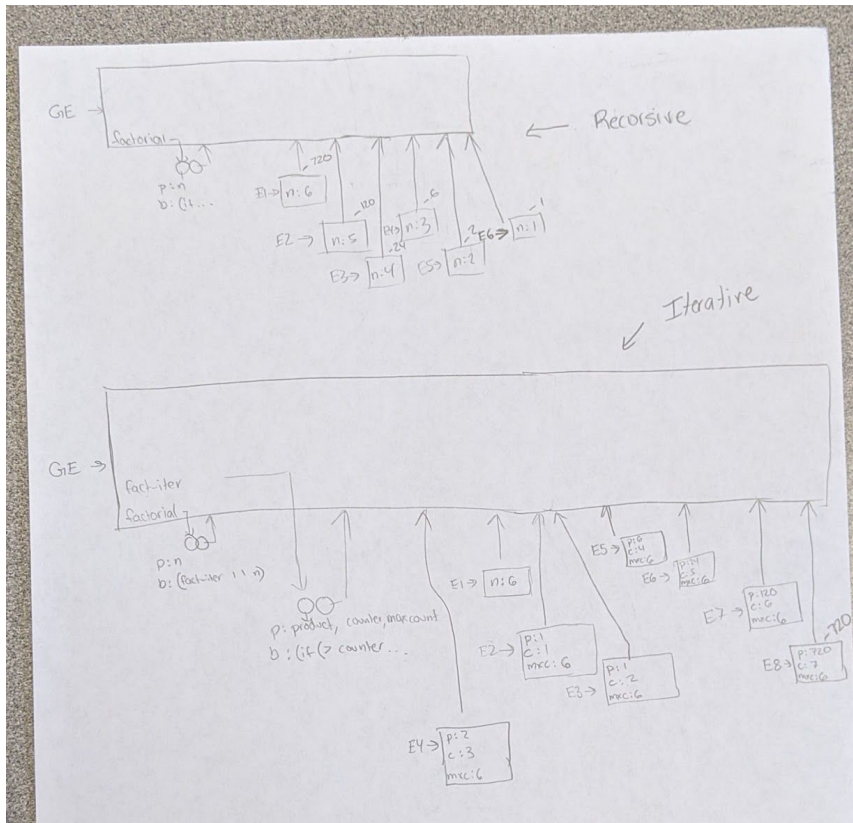 GE →
factorial
← Recorsive
p:n
b: (if ...
E1→ n:6
720
E2 → n:5
120
E3→ n:4
24
E4→ n:3
6
E5→ n:2
2
E6→ n:1
1
Iterative
GE →
fact-iter
factorial
p:n
b: (fact-iter 1 1 n)
p: product, counter, max count
b: (if (> counter ...
E1→ n:6
E2→ p:1
c:1
mxc:6
E3→ p:1
c:2
mxc:6
E4→ p:2
c:3
mxc:6
E5→ p:6
c:4
mxc:6
E6→ p:24
c:5
mxc:6
E7→ p:120
c:6
mxc:6
E8→ p:720
c:7
mxc:6
720